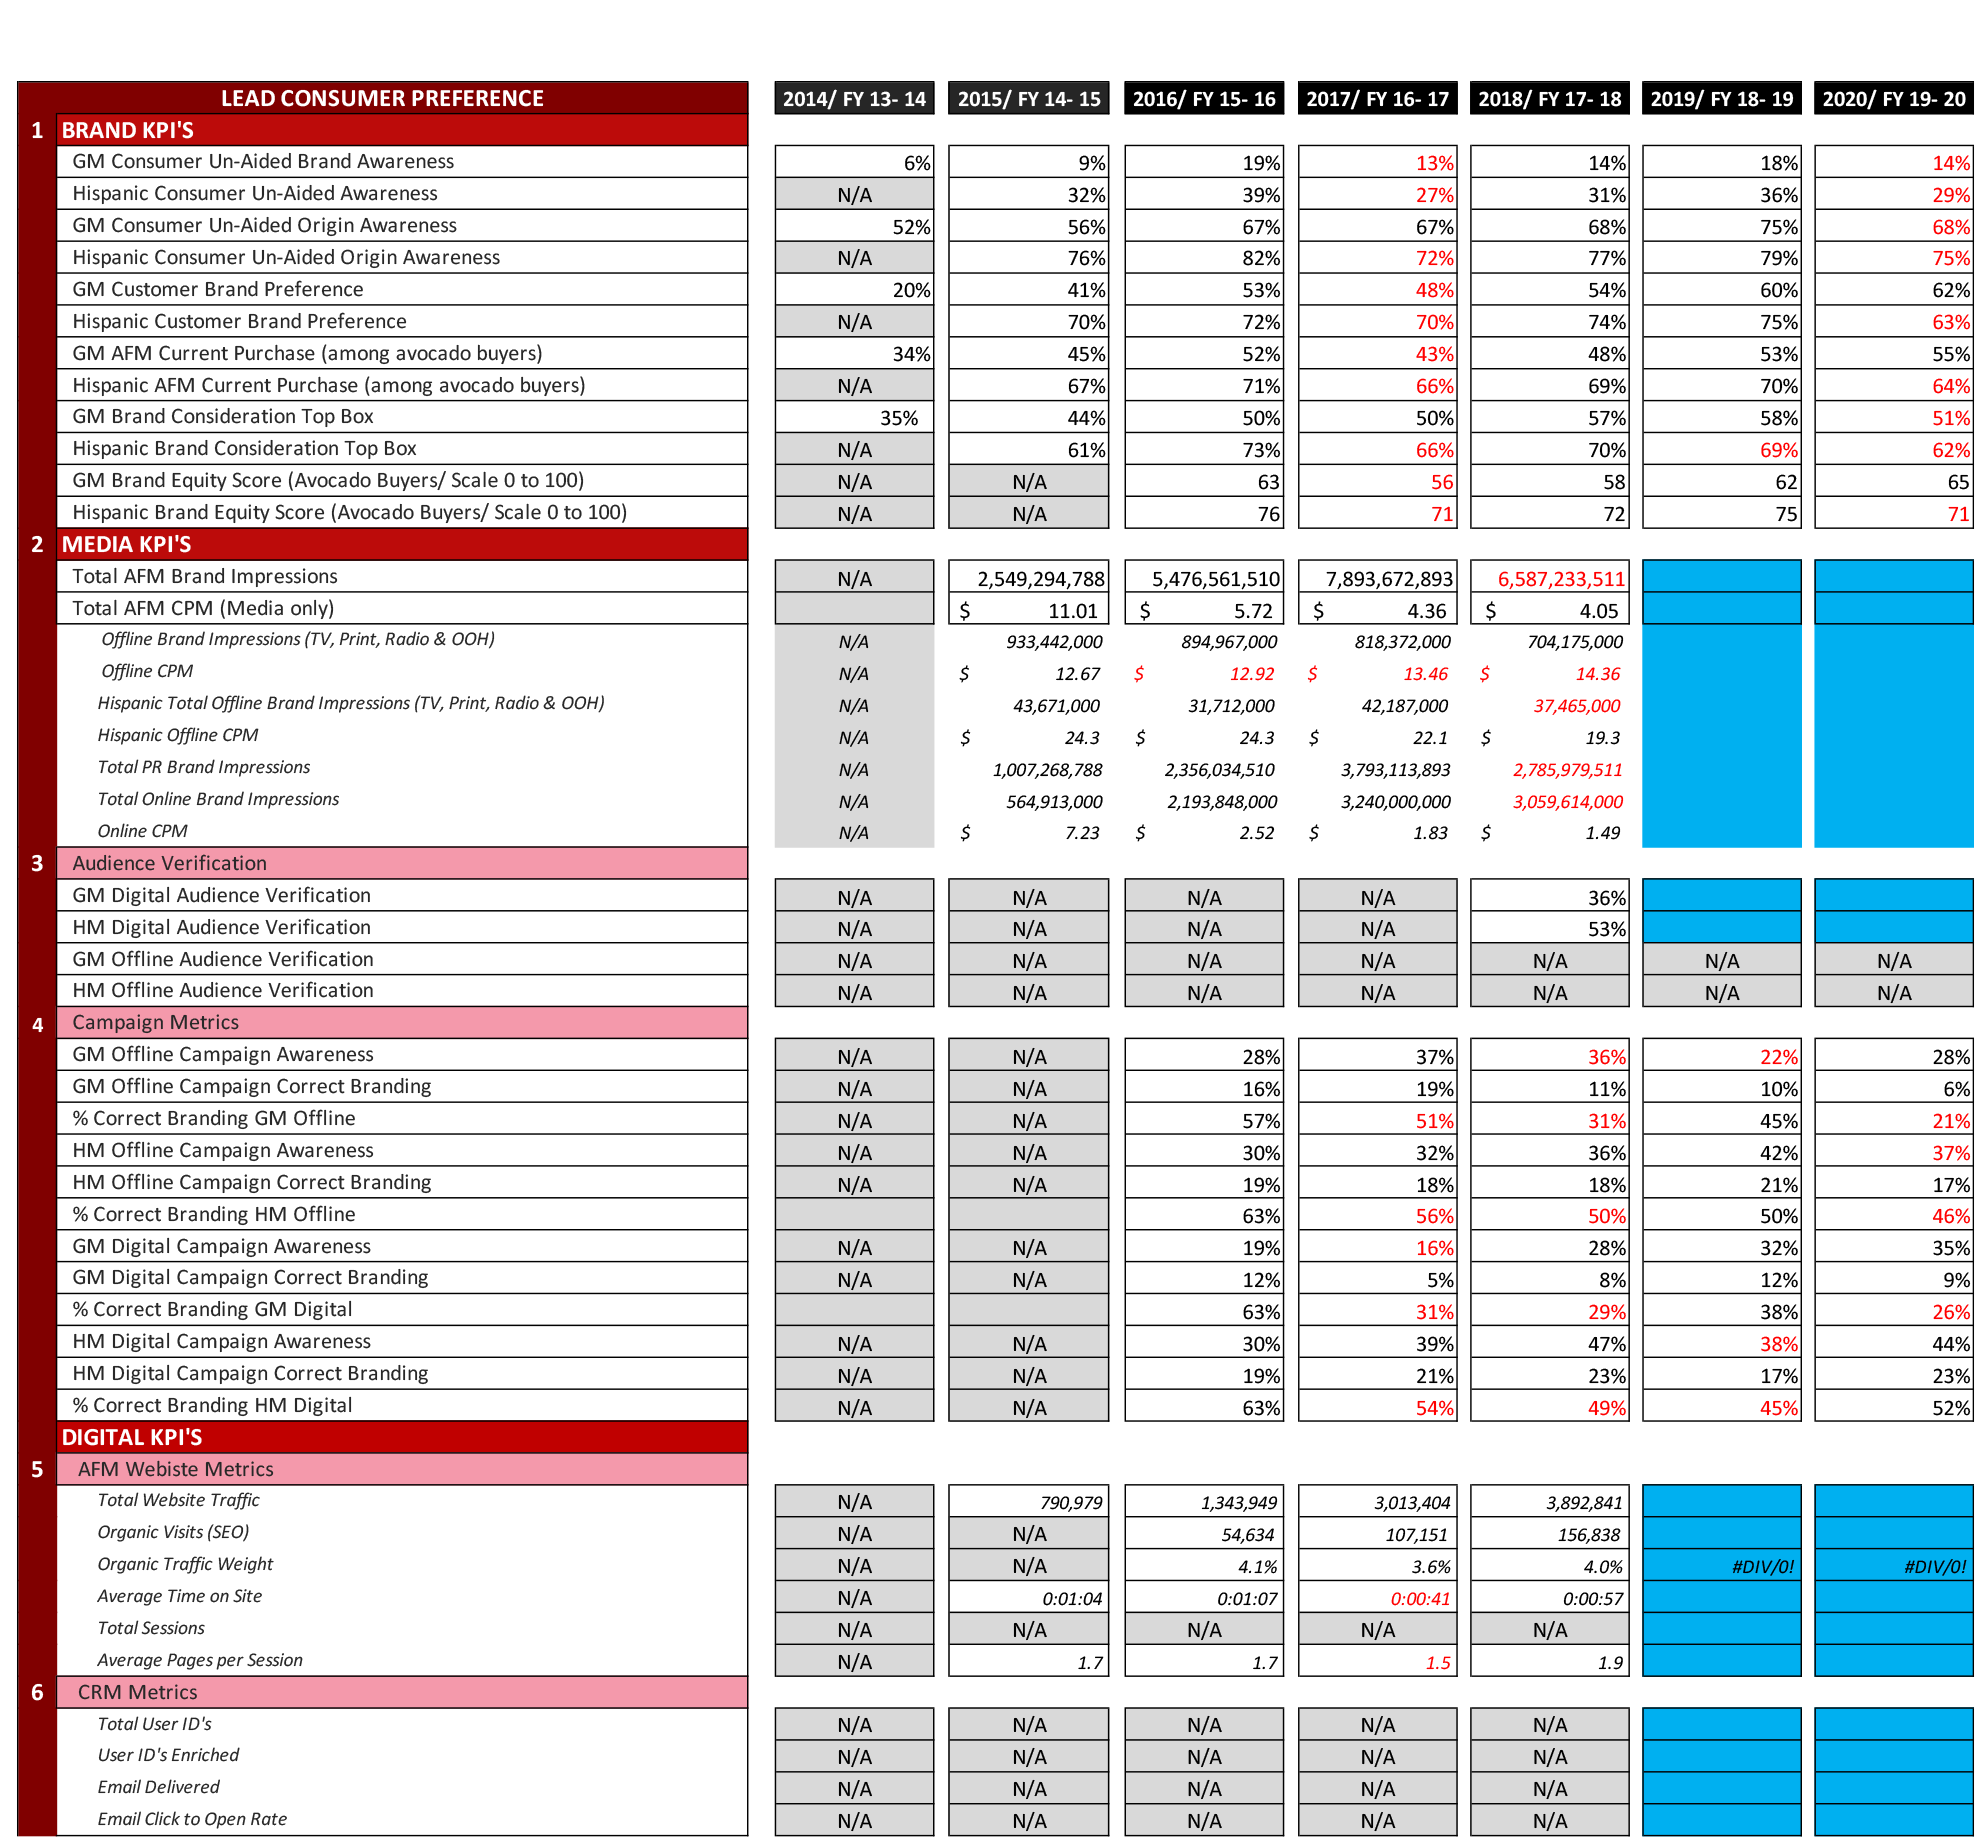 LEAD CONSUMER PREFERENCE 2014/ FY 13- 14 2015/ FY 14- 15 2016/ FY 15- 16 2017/ FY 16- 17 2018/ FY 17- 18 2019/ FY 18- 19 2020/ FY 19- 20
1 BRAND KPI'S
GM Consumer Un-Aided Brand Awareness 6% 9% 19% 13% 14% 18% 14%
Hispanic Consumer Un-Aided Awareness N/A 32% 39% 27% 31% 36% 29%
GM Consumer Un-Aided Origin Awareness 52% 56% 67% 67% 68% 75% 68%
Hispanic Consumer Un-Aided Origin Awareness N/A 76% 82% 72% 77% 79% 75%
GM Customer Brand Preference 20% 41% 53% 48% 54% 60% 62%
Hispanic Customer Brand Preference N/A 70% 72% 70% 74% 75% 63%
GM AFM Current Purchase (among avocado buyers) 34% 45% 52% 43% 48% 53% 55%
Hispanic AFM Current Purchase (among avocado buyers) N/A 67% 71% 66% 69% 70% 64%
GM Brand Consideration Top Box 35% 44% 50% 50% 57% 58% 51%
Hispanic Brand Consideration Top Box N/A 61% 73% 66% 70% 69% 62%
GM Brand Equity Score (Avocado Buyers/ Scale 0 to 100) N/A N/A 63 56 58 62 65
Hispanic Brand Equity Score (Avocado Buyers/ Scale 0 to 100) N/A N/A 76 71 72 75 71
2 MEDIA KPI'S
Total AFM Brand Impressions N/A 2,549,294,788 5,476,561,510 7,893,672,893 6,587,233,511
Total AFM CPM (Media only) $ 11.01 $ 5.72 $ 4.36 $ 4.05
Offline Brand Impressions (TV, Print, Radio & OOH) N/A 933,442,000 894,967,000 818,372,000 704,175,000
Offline CPM N/A $ 12.67 $ 12.92 $ 13.46 $ 14.36
Hispanic Total Offline Brand Impressions (TV, Print, Radio & OOH) N/A 43,671,000 31,712,000 42,187,000 37,465,000
Hispanic Offline CPM N/A $ 24.3 $ 24.3 $ 22.1 $ 19.3
Total PR Brand Impressions N/A 1,007,268,788 2,356,034,510 3,793,113,893 2,785,979,511
Total Online Brand Impressions N/A 564,913,000 2,193,848,000 3,240,000,000 3,059,614,000
Online CPM N/A $ 7.23 $ 2.52 $ 1.83 $ 1.49
3 Audience Verification
GM Digital Audience Verification N/A N/A N/A N/A 36%
HM Digital Audience Verification N/A N/A N/A N/A 53%
GM Offline Audience Verification N/A N/A N/A N/A N/A N/A N/A
HM Offline Audience Verification N/A N/A N/A N/A N/A N/A N/A
4 Campaign Metrics
GM Offline Campaign Awareness N/A N/A 28% 37% 36% 22% 28%
GM Offline Campaign Correct Branding N/A N/A 16% 19% 11% 10% 6%
% Correct Branding GM Offline N/A N/A 57% 51% 31% 45% 21%
HM Offline Campaign Awareness N/A N/A 30% 32% 36% 42% 37%
HM Offline Campaign Correct Branding N/A N/A 19% 18% 18% 21% 17%
% Correct Branding HM Offline 63% 56% 50% 50% 46%
GM Digital Campaign Awareness N/A N/A 19% 16% 28% 32% 35%
GM Digital Campaign Correct Branding N/A N/A 12% 5% 8% 12% 9%
% Correct Branding GM Digital 63% 31% 29% 38% 26%
HM Digital Campaign Awareness N/A N/A 30% 39% 47% 38% 44%
HM Digital Campaign Correct Branding N/A N/A 19% 21% 23% 17% 23%
% Correct Branding HM Digital N/A N/A 63% 54% 49% 45% 52%
DIGITAL KPI'S
5 AFM Webiste Metrics
Total Website Traffic N/A 790,979 1,343,949 3,013,404 3,892,841
Organic Visits (SEO) N/A N/A 54,634 107,151 156,838
Organic Traffic Weight N/A N/A 4.1% 3.6% 4.0% #DIV/0! #DIV/0!
Average Time on Site N/A 0:01:04 0:01:07 0:00:41 0:00:57
Total Sessions N/A N/A N/A N/A N/A
Average Pages per Session N/A 1.7 1.7 1.5 1.9
6 CRM Metrics
Total User ID's N/A N/A N/A N/A N/A
User ID's Enriched N/A N/A N/A N/A N/A
Email Delivered N/A N/A N/A N/A N/A
Email Click to Open Rate N/A N/A N/A N/A N/A